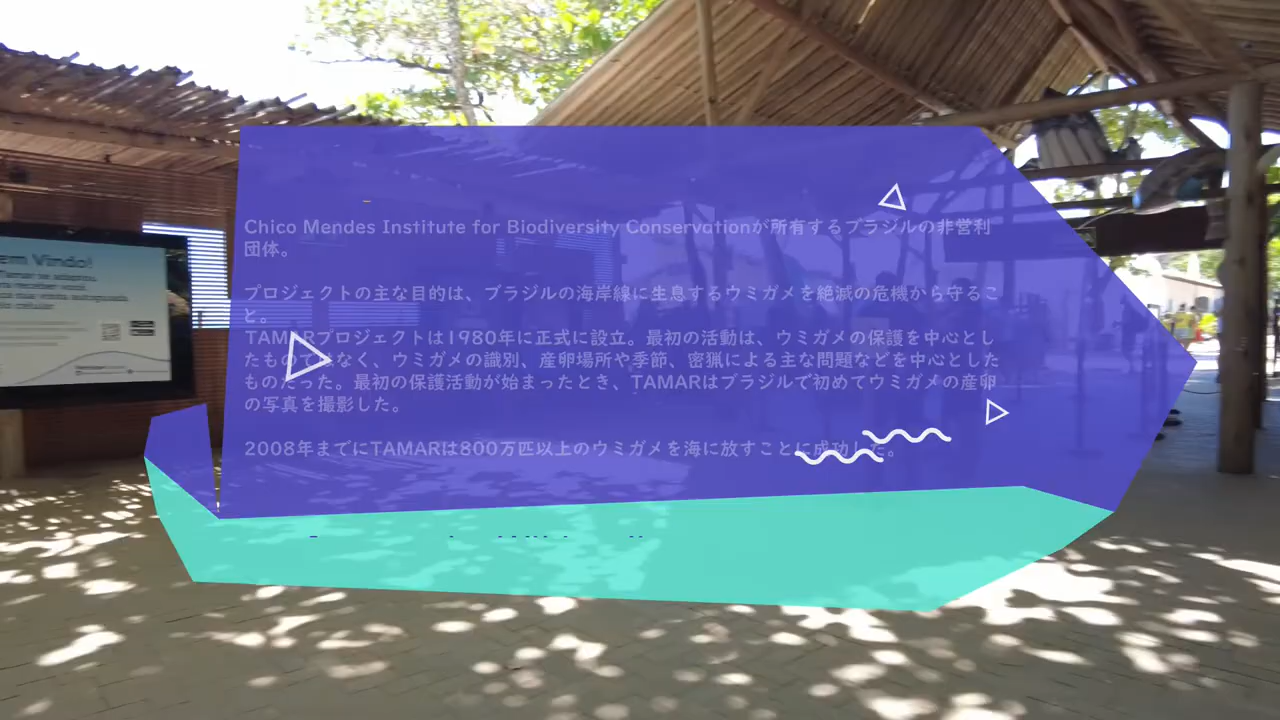 em Vindo!
Chico Mendes Institute for Biodiversity Conservationが所有するブラジルの非営利
団体。
プロジェクトの主な目的は、ブラジルの海岸線に生息するウミガメを絶滅の危機から守るこ
と。
TAMARプロジェクトは1980年に正式に設立。最初の活動は、ウミガメの保護を中心とし
たものではなく、ウミガメの識別、産卵場所や季節、密猟による主な問題などを中心とした
ものだった。最初の保護活動が始まったとき、TAMARはブラジルで初めてウミガメの産卵
の写真を撮影した。
2008年までにTAMARは800万匹以上のウミガメを海に放すことに成功した。